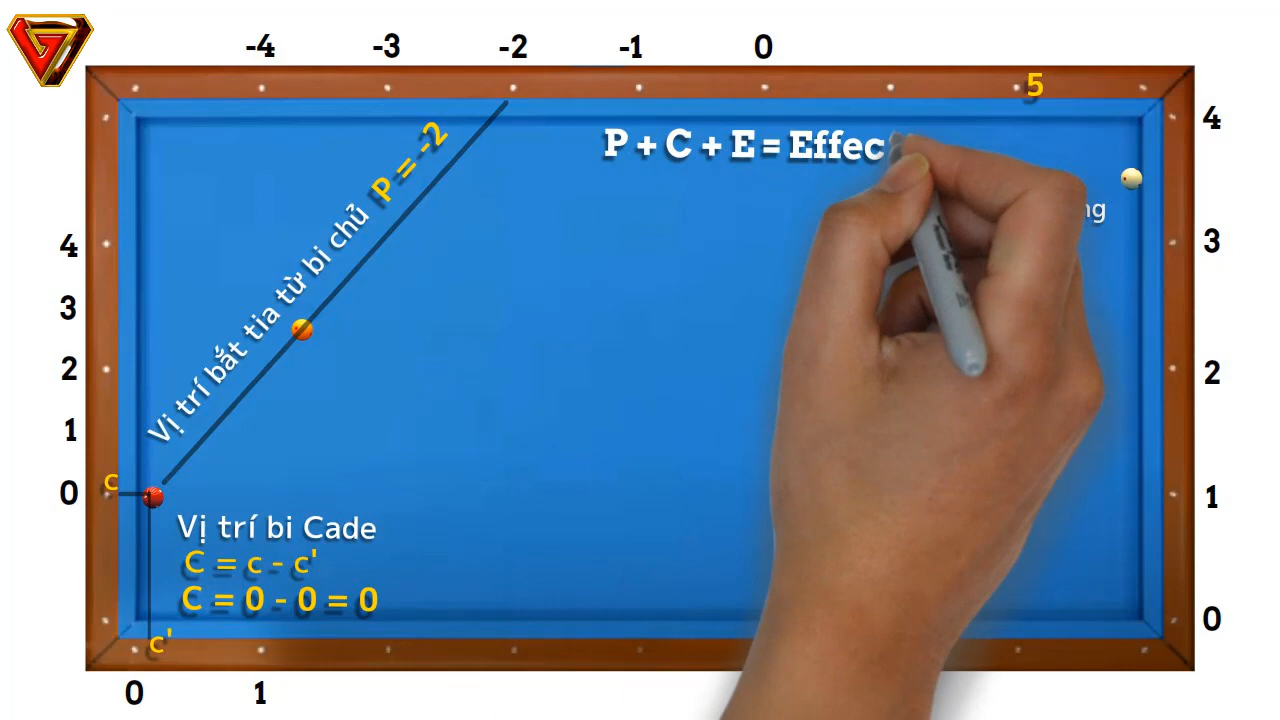 -4 -3 -2 -1 0
5
4
P + C + E = Effec
P = -2
Vị trí bắt tia từ bi chủ
4 3
3
2 2
1
C
0 1
Vị trí bi Cade
C = c - c'
C = 0 - 0 = 0
c' 0
0 1